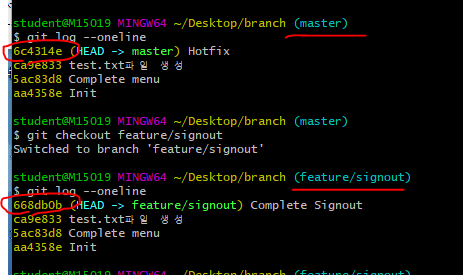 student@M15019 MINGW64 ~/Desktop/branch (master)
$ git log --oneline
6c4314e (HEAD -> master) Hotfix
ca9e833 test.txt파일 생성
5ac83d8 Complete menu
aa4358e Init
student@M15019 MINGW64 ~/Desktop/branch (master)
$ git checkout feature/signout
Switched to branch 'feature/signout'
student@M15019 MINGW64 ~/Desktop/branch (feature/signout)
$ git log --oneline
668db0b (HEAD -> feature/signout) Complete Signout
ca9e833 test.txt파일 생성
5ac83d8 Complete menu
aa4358e Init
student@M15019 MINGW64 ~/Desktop/branch (feature/signout)